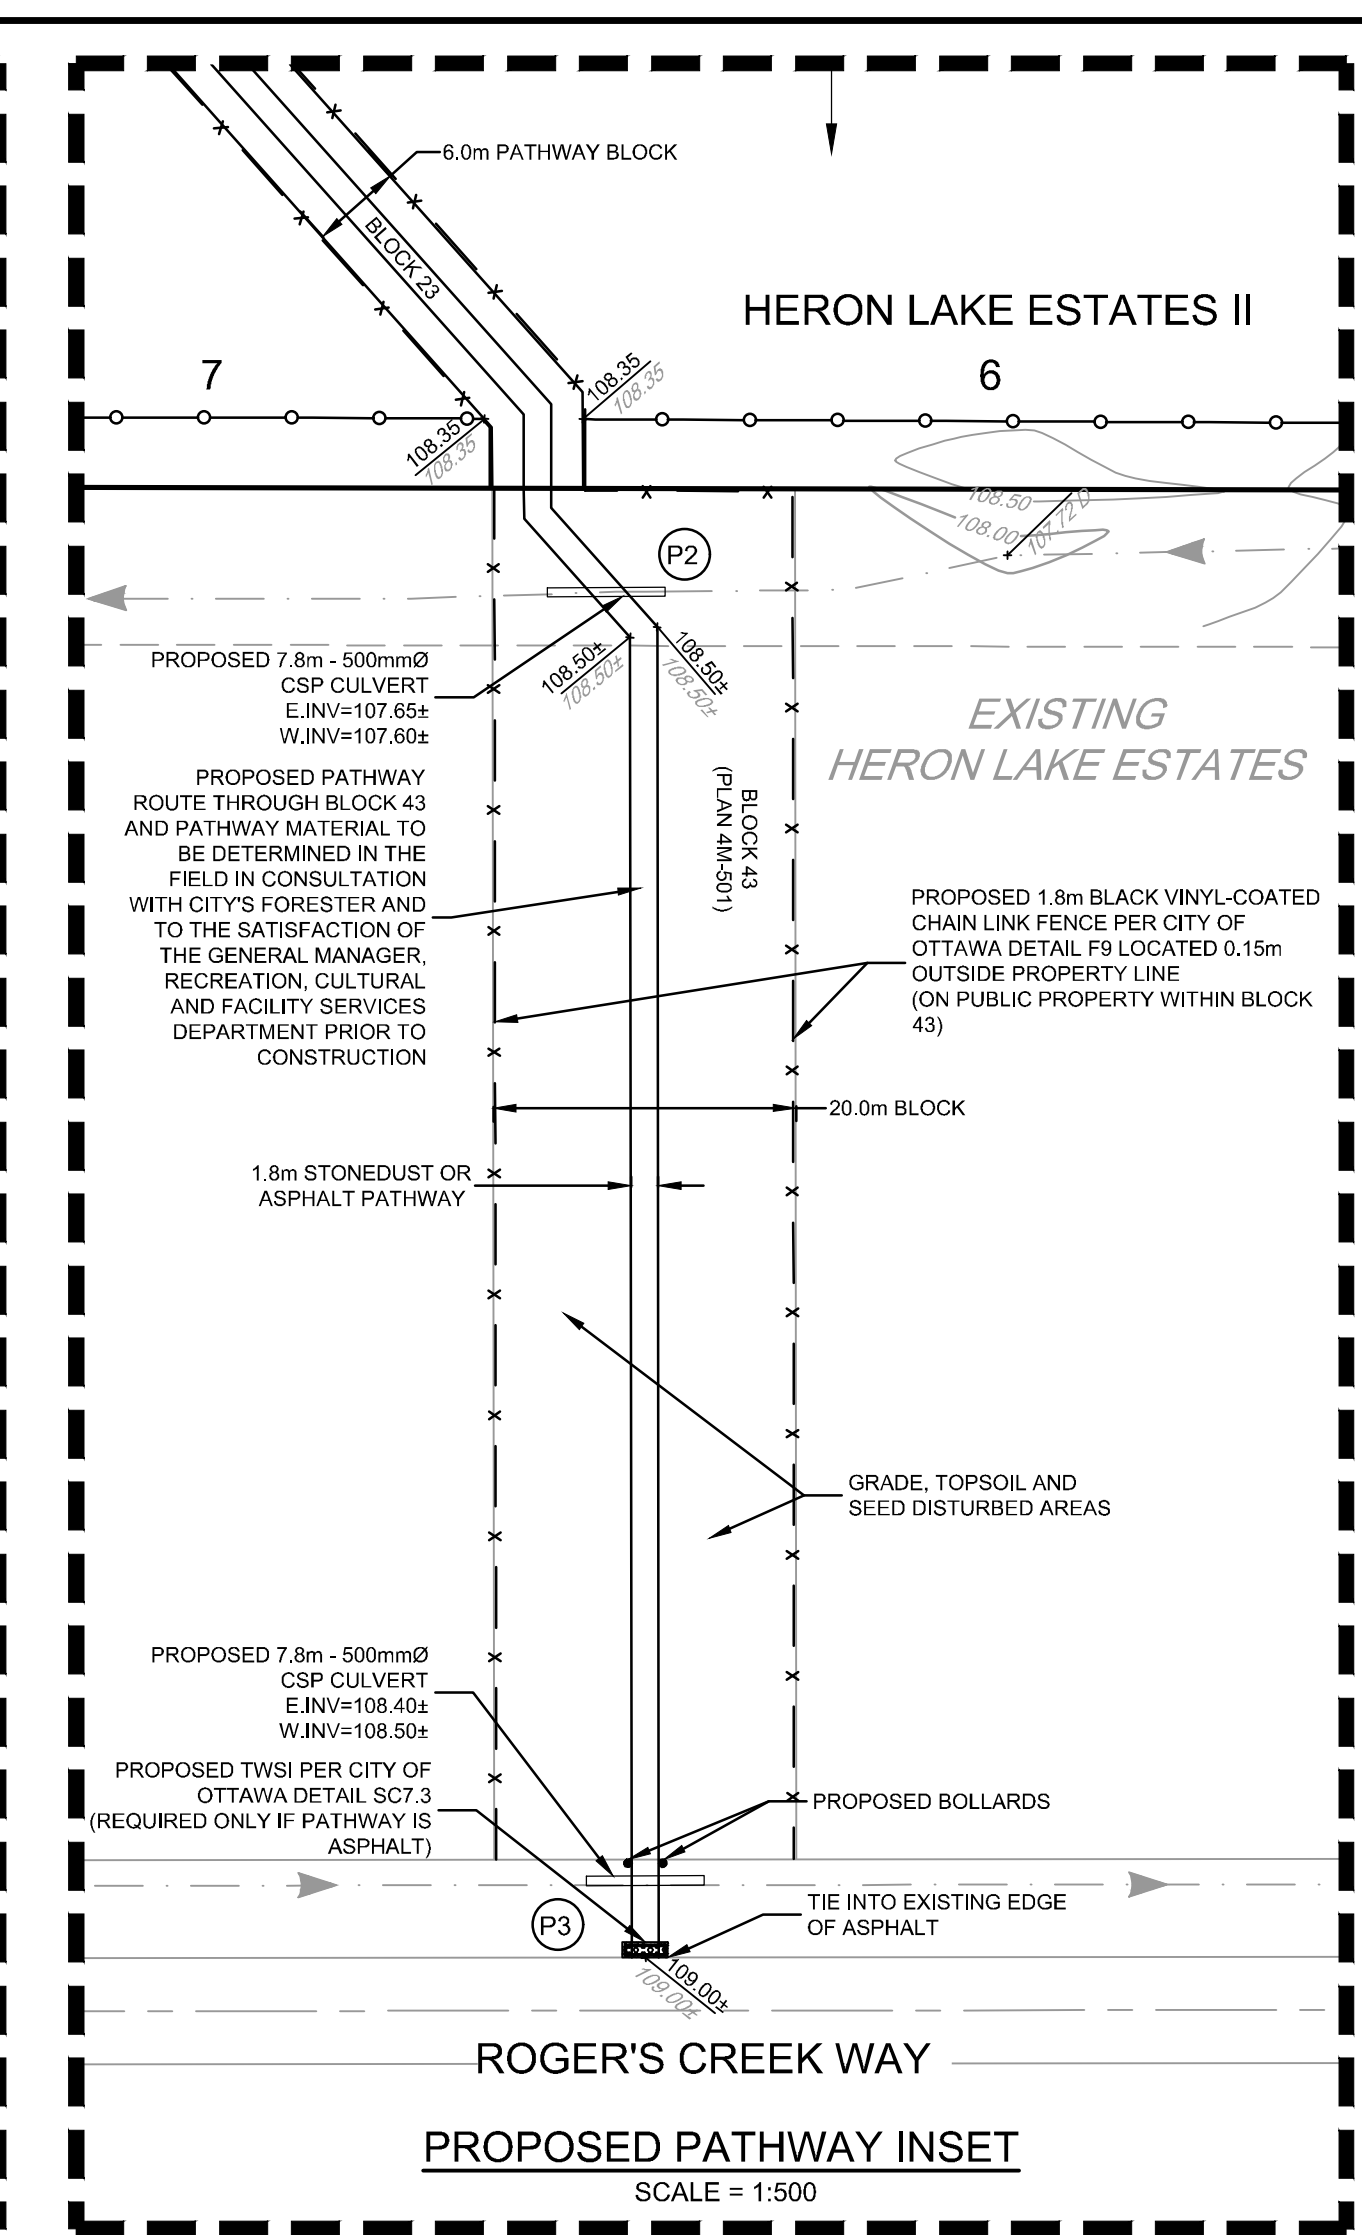 6.0m PATHWAY BLOCK
BLOCK 23
HERON LAKE ESTATES II
7
6
108.35
108.35
108.35
108.35
108.50
108.00
107.72 D
P2
PROPOSED 7.8m - 500mmØ
CSP CULVERT
E.INV=107.65±
W.INV=107.60±
108.50±
108.50±
108.50±
108.50±
EXISTING
HERON LAKE ESTATES
PROPOSED PATHWAY
ROUTE THROUGH BLOCK 43
AND PATHWAY MATERIAL TO
BE DETERMINED IN THE
FIELD IN CONSULTATION
WITH CITY'S FORESTER AND
TO THE SATISFACTION OF
THE GENERAL MANAGER,
RECREATION, CULTURAL
AND FACILITY SERVICES
DEPARTMENT PRIOR TO
CONSTRUCTION
BLOCK 43
(PLAN 4M-501)
PROPOSED 1.8m BLACK VINYL-COATED
CHAIN LINK FENCE PER CITY OF
OTTAWA DETAIL F9 LOCATED 0.15m
OUTSIDE PROPERTY LINE
(ON PUBLIC PROPERTY WITHIN BLOCK
43)
20.0m BLOCK
1.8m STONEDUST OR
ASPHALT PATHWAY
GRADE, TOPSOIL AND
SEED DISTURBED AREAS
PROPOSED 7.8m - 500mmØ
CSP CULVERT
E.INV=108.40±
W.INV=108.50±
PROPOSED TWSI PER CITY OF
OTTAWA DETAIL SC7.3
(REQUIRED ONLY IF PATHWAY IS
ASPHALT)
PROPOSED BOLLARDS
TIE INTO EXISTING EDGE
OF ASPHALT
P3
109.00±
109.00±
ROGER'S CREEK WAY
PROPOSED PATHWAY INSET
SCALE = 1:500